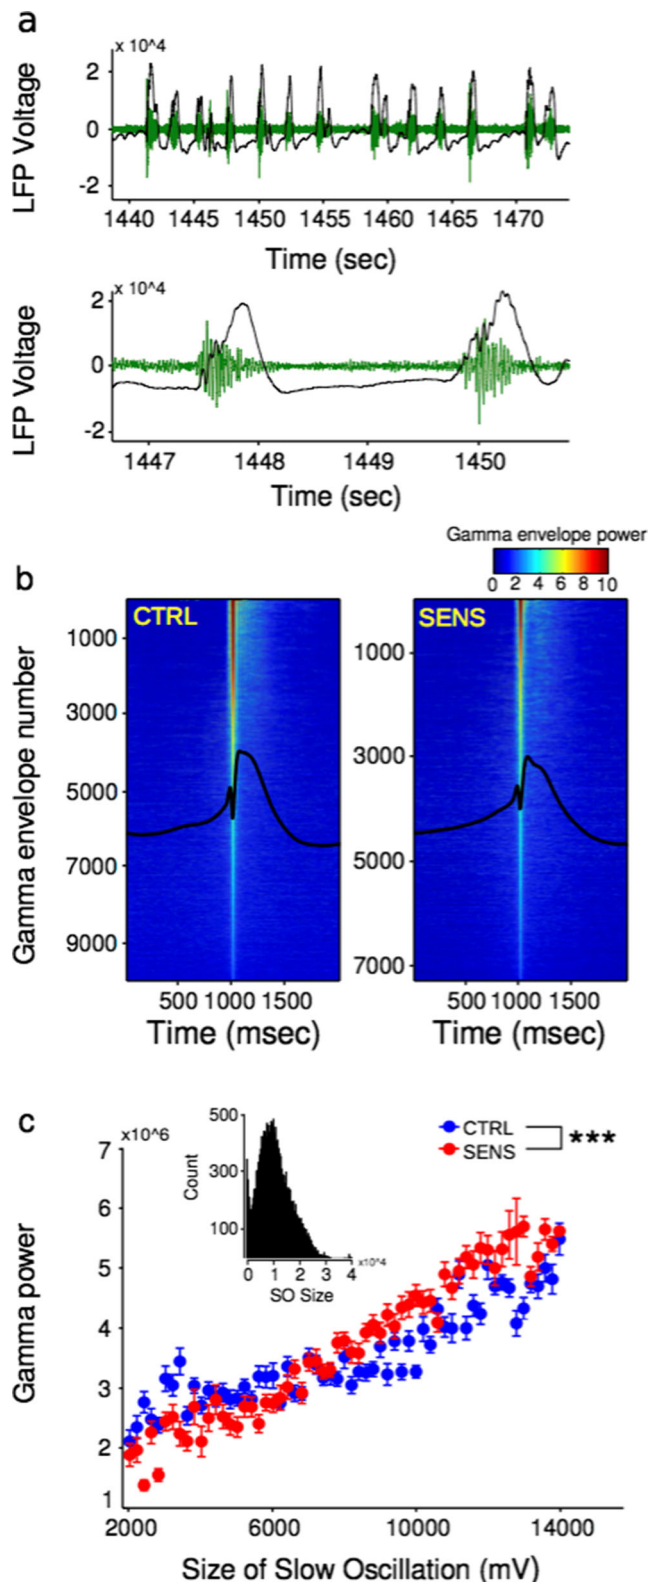 a
x 10^4
LFP Voltage
2
0
-2
1440 1445 1450 1455 1460 1465 1470
Time (sec)
x 10^4
LFP Voltage
2
0
-2
1447 1448 1449 1450
Time (sec)
Gamma envelope power
0 2 4 6 8 10
b
CTRL
SENS
Gamma envelope number
1000
3000
5000
7000
9000
1000
3000
5000
7000
500 1000 1500
500 1000 1500
Time (msec)
Time (msec)
c
x10^6
Gamma power
7
6
5
4
3
2
1
500
300
100
Count
0 1 2 3 4
x10^4
SO Size
CTRL
SENS
***
2000 6000 10000 14000
Size of Slow Oscillation (mV)